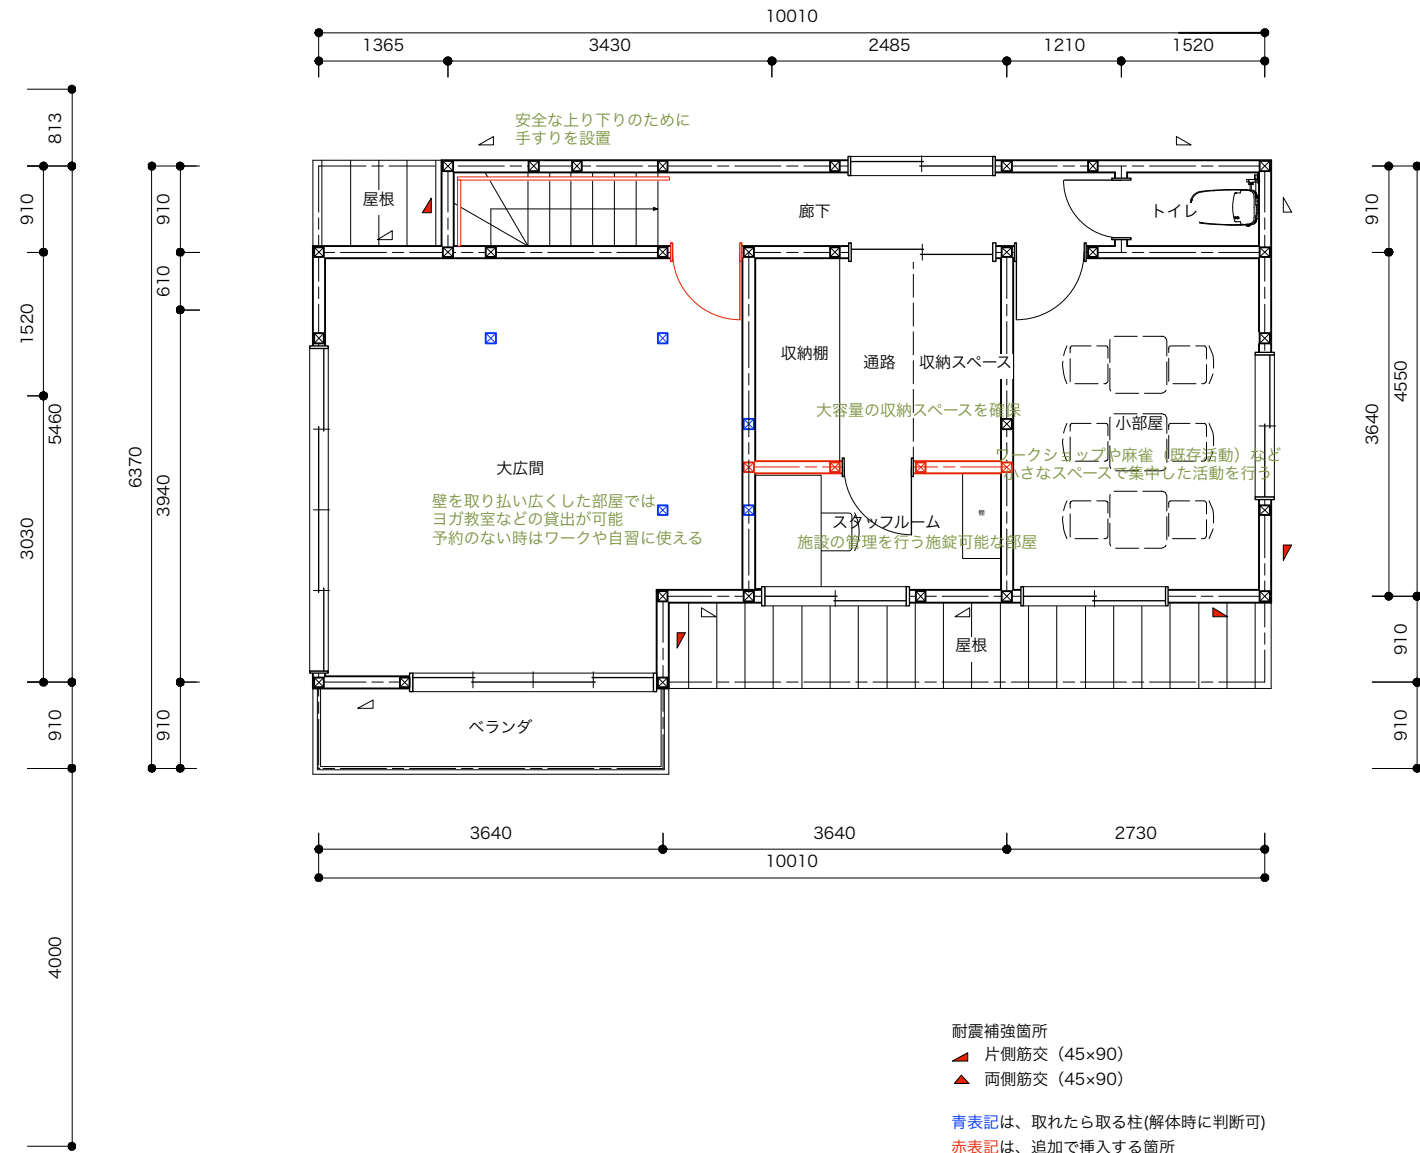 10010
1365
3430
2485
1210
1520
813
910
1520
5460
3030
910
4000
910
610
6370
3940
910
910
4550
3640
910
910
安全な上り下りのために
手すりを設置
屋根
廊下
トイレ
収納棚
通路
収納スペース
大容量の収納スペースを確保
小部屋
ワークショップや麻雀（既存活動）など
小さなスペースで集中した活動を行う
大広間
壁を取り払い広くした部屋では
ヨガ教室などの貸出が可能
予約のない時はワークや自習に使える
スタッフルーム
棚
施設の管理を行う施錠可能な部屋
屋根
ベランダ
3640
3640
2730
10010
耐震補強箇所
片側筋交（45×90）
両側筋交（45×90）
青表記は、取れたら取る柱(解体時に判断可)
赤表記は、追加で挿入する箇所